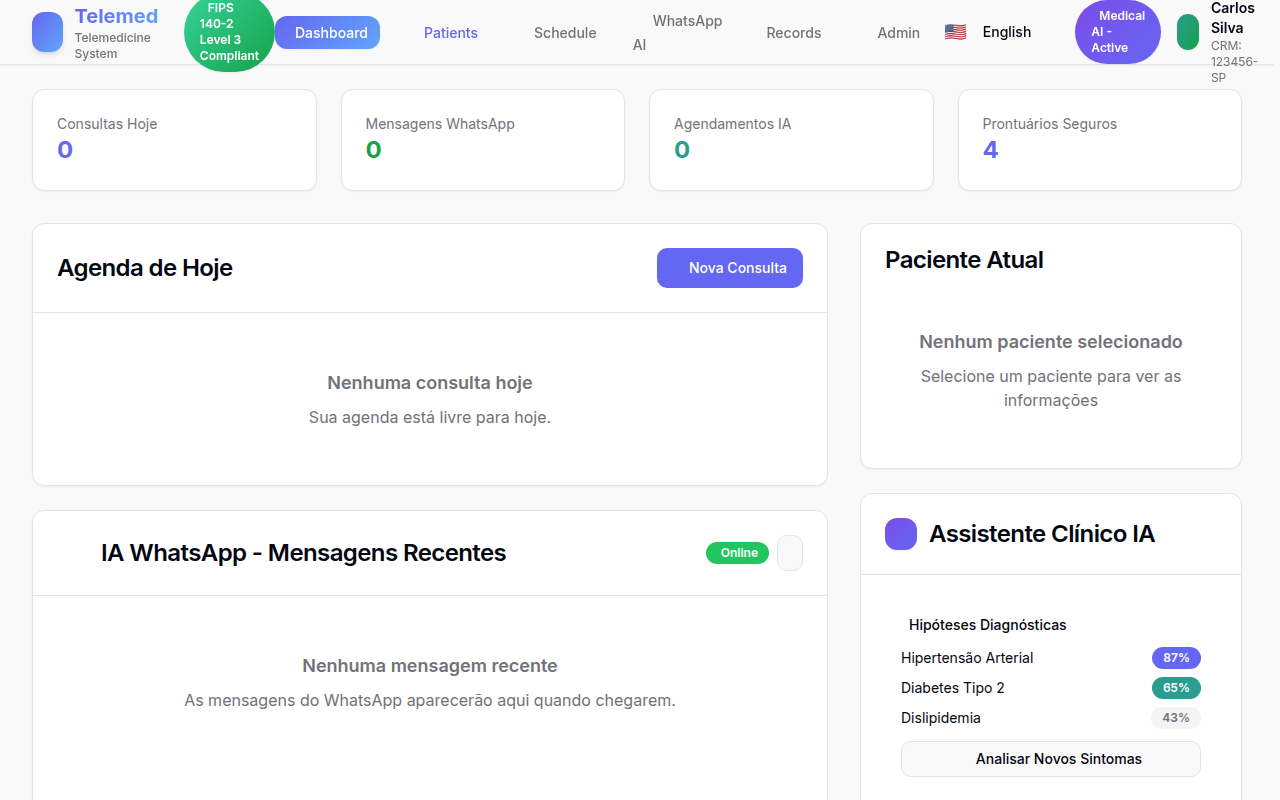 Telemed
Telemedicine
System
FIPS
140-2
Level 3
Compliant
Dashboard
Patients
Schedule
WhatsApp
AI
Records
Admin
English
Medical
AI -
Active
Carlos
Silva
CRM:
123456-
SP
Consultas Hoje
0
Mensagens WhatsApp
0
Agendamentos IA
0
Prontuários Seguros
4
Agenda de Hoje
Nova Consulta
Nenhuma consulta hoje
Sua agenda está livre para hoje.
Paciente Atual
Nenhum paciente selecionado
Selecione um paciente para ver as
informações
IA WhatsApp - Mensagens Recentes
Online
Nenhuma mensagem recente
As mensagens do WhatsApp aparecerão aqui quando chegarem.
Assistente Clínico IA
Hipóteses Diagnósticas
Hipertensão Arterial 87%
Diabetes Tipo 2 65%
Dislipidemia 43%
Analisar Novos Sintomas